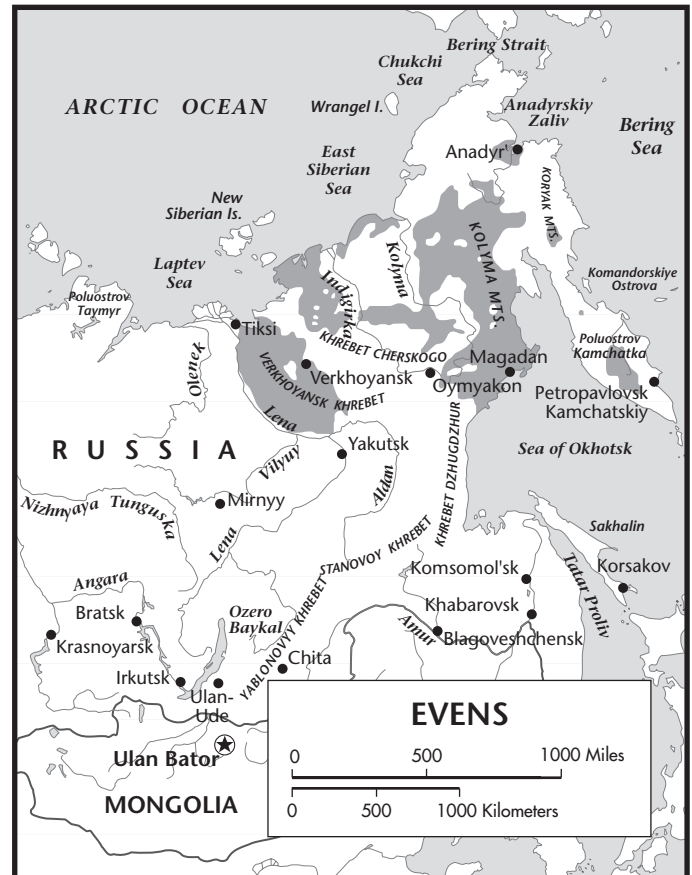 Bering Strait
Chukchi
Sea
ARCTIC OCEAN
Wrangel I.
Anadyrskiy
Zaliv
Bering
Sea
Anadyr'
East
Siberian
Sea
KORYAK MTS.
New
Siberian Is.
KOLYMA MTS.
Kolyma
Laptev
Sea
Indigirka
Komandorskiye
Ostrova
Poluostrov
Taymyr
Tiksi
Poluostrov
Kamchatka
KHREBET CHERSKOGO
Magadan
Olenek
VERKHOYANSK KHREBET
Verkhoyansk
Oymyakon
Petropavlovsk
Kamchatskiy
Lena
RUSSIA
Yakutsk
Sea of Okhotsk
Vilyuy
Aldan
KHREBET DZHUGDZHUR
Mirnyy
Nizhnyaya Tunguska
Lena
STANOVOY KHREBET
Sakhalin
Komsomol'sk
Korsakov
Angara
Tatar Proliv
Bratsk
Ozero
Baykal
YABLONOVYY KHREBET
Khabarovsk
Amur
Blagoveshchensk
Krasnoyarsk
Chita
Irkutsk
Ulan-
Ude
Ulan Bator
MONGOLIA
EVENS
0 500 1000 Miles
0 500 1000 Kilometers